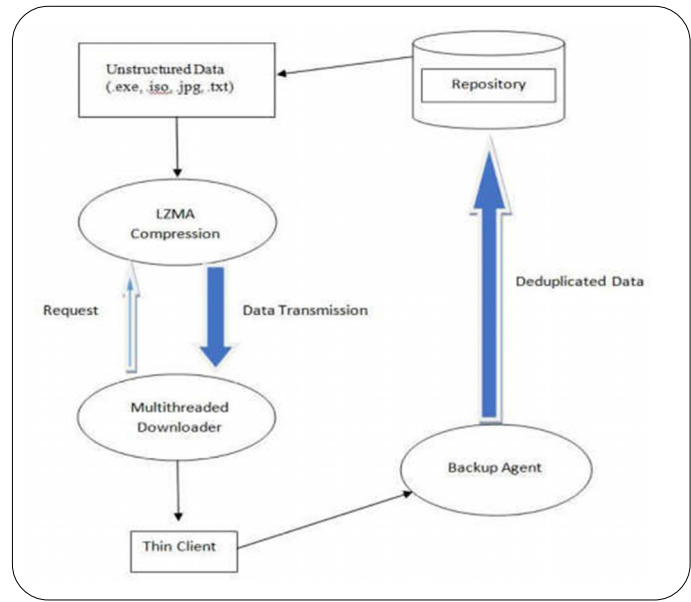 Unstructured Data
(.exe, .iso, .jpg, .txt)
Repository
LZMA
Compression
Request
Data Transmission
Deduplicated Data
Multithreaded
Downloader
Backup Agent
Thin Client